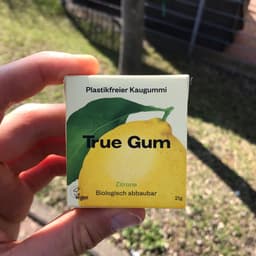 Plastikfreier Kaugummi
True Gum
Zitrone
Biologisch abbaubar
21g